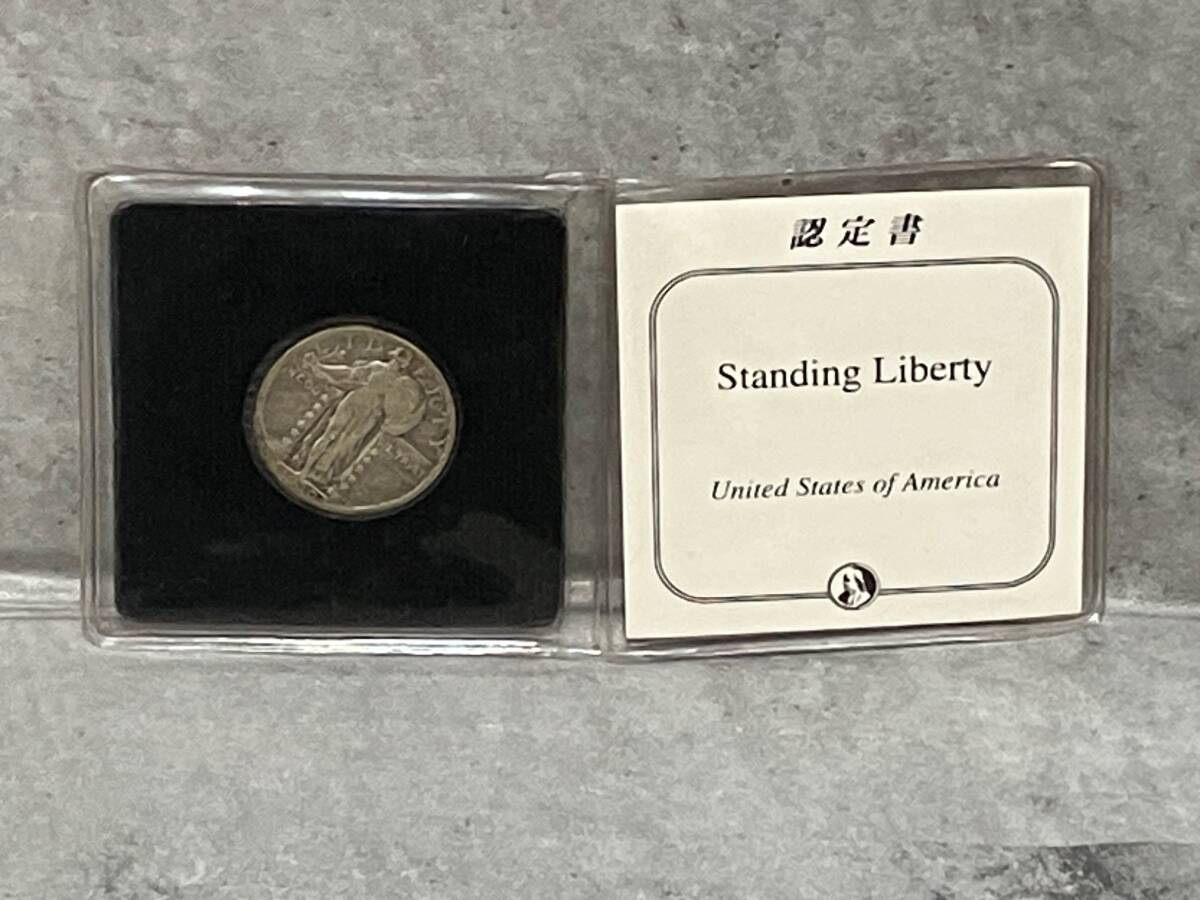 LIBERTY
認定書
Standing Liberty
United States of America